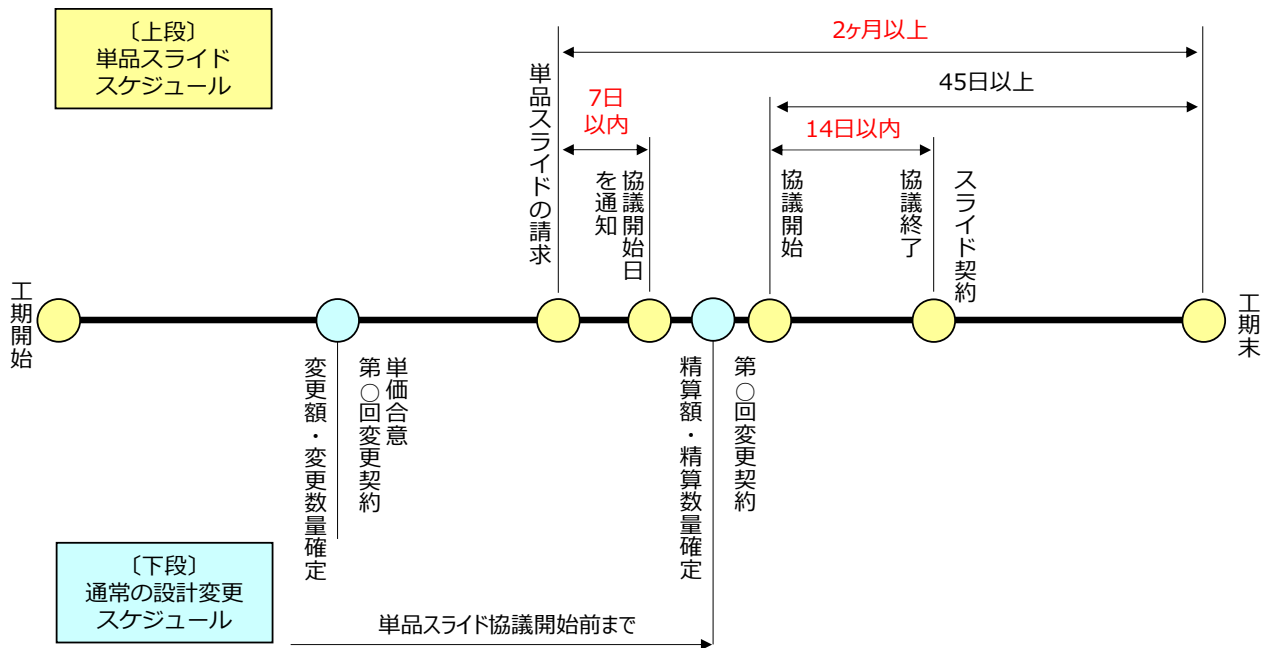 〔上段〕
単品スライド
スケジュール
2ヶ月以上
45日以上
7日
以内
14日以内
単品スライドの請求
協議開始日
を通知
協議開始
協議終了
スライド契約
工期開始
工期末
変更額・変更数量確定
単価合意
第○回変更契約
精算額・精算数量確定
第○回変更契約
〔下段〕
通常の設計変更
スケジュール
単品スライド協議開始前まで